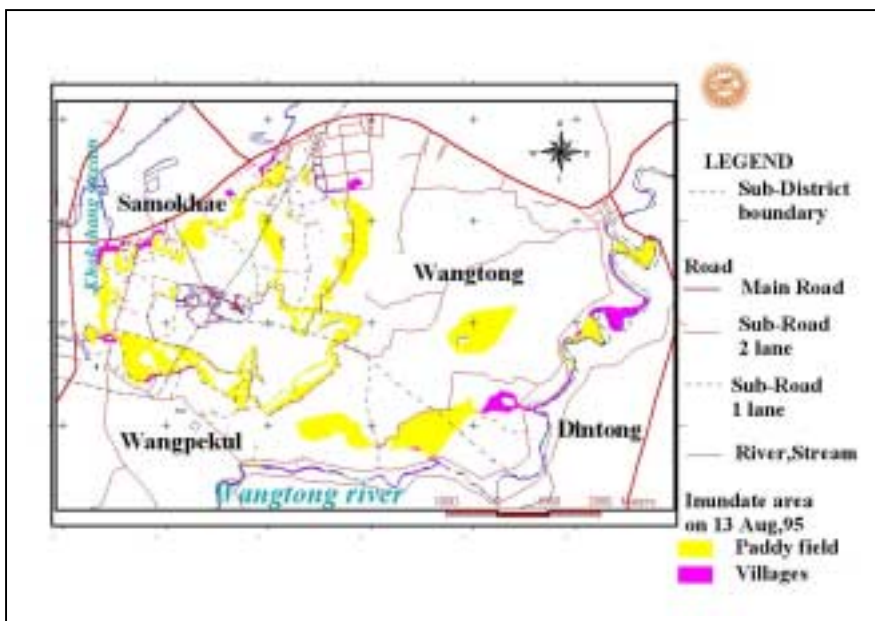 Samokhae
Wangtong
Wangpekul
Dintong
Wangtong river
LEGEND
Sub-District
boundary
Road
Main Road
Sub-Road
2 lane
Sub-Road
1 lane
River,Stream
Inundate area
on 13 Aug,95
Paddy field
Villages